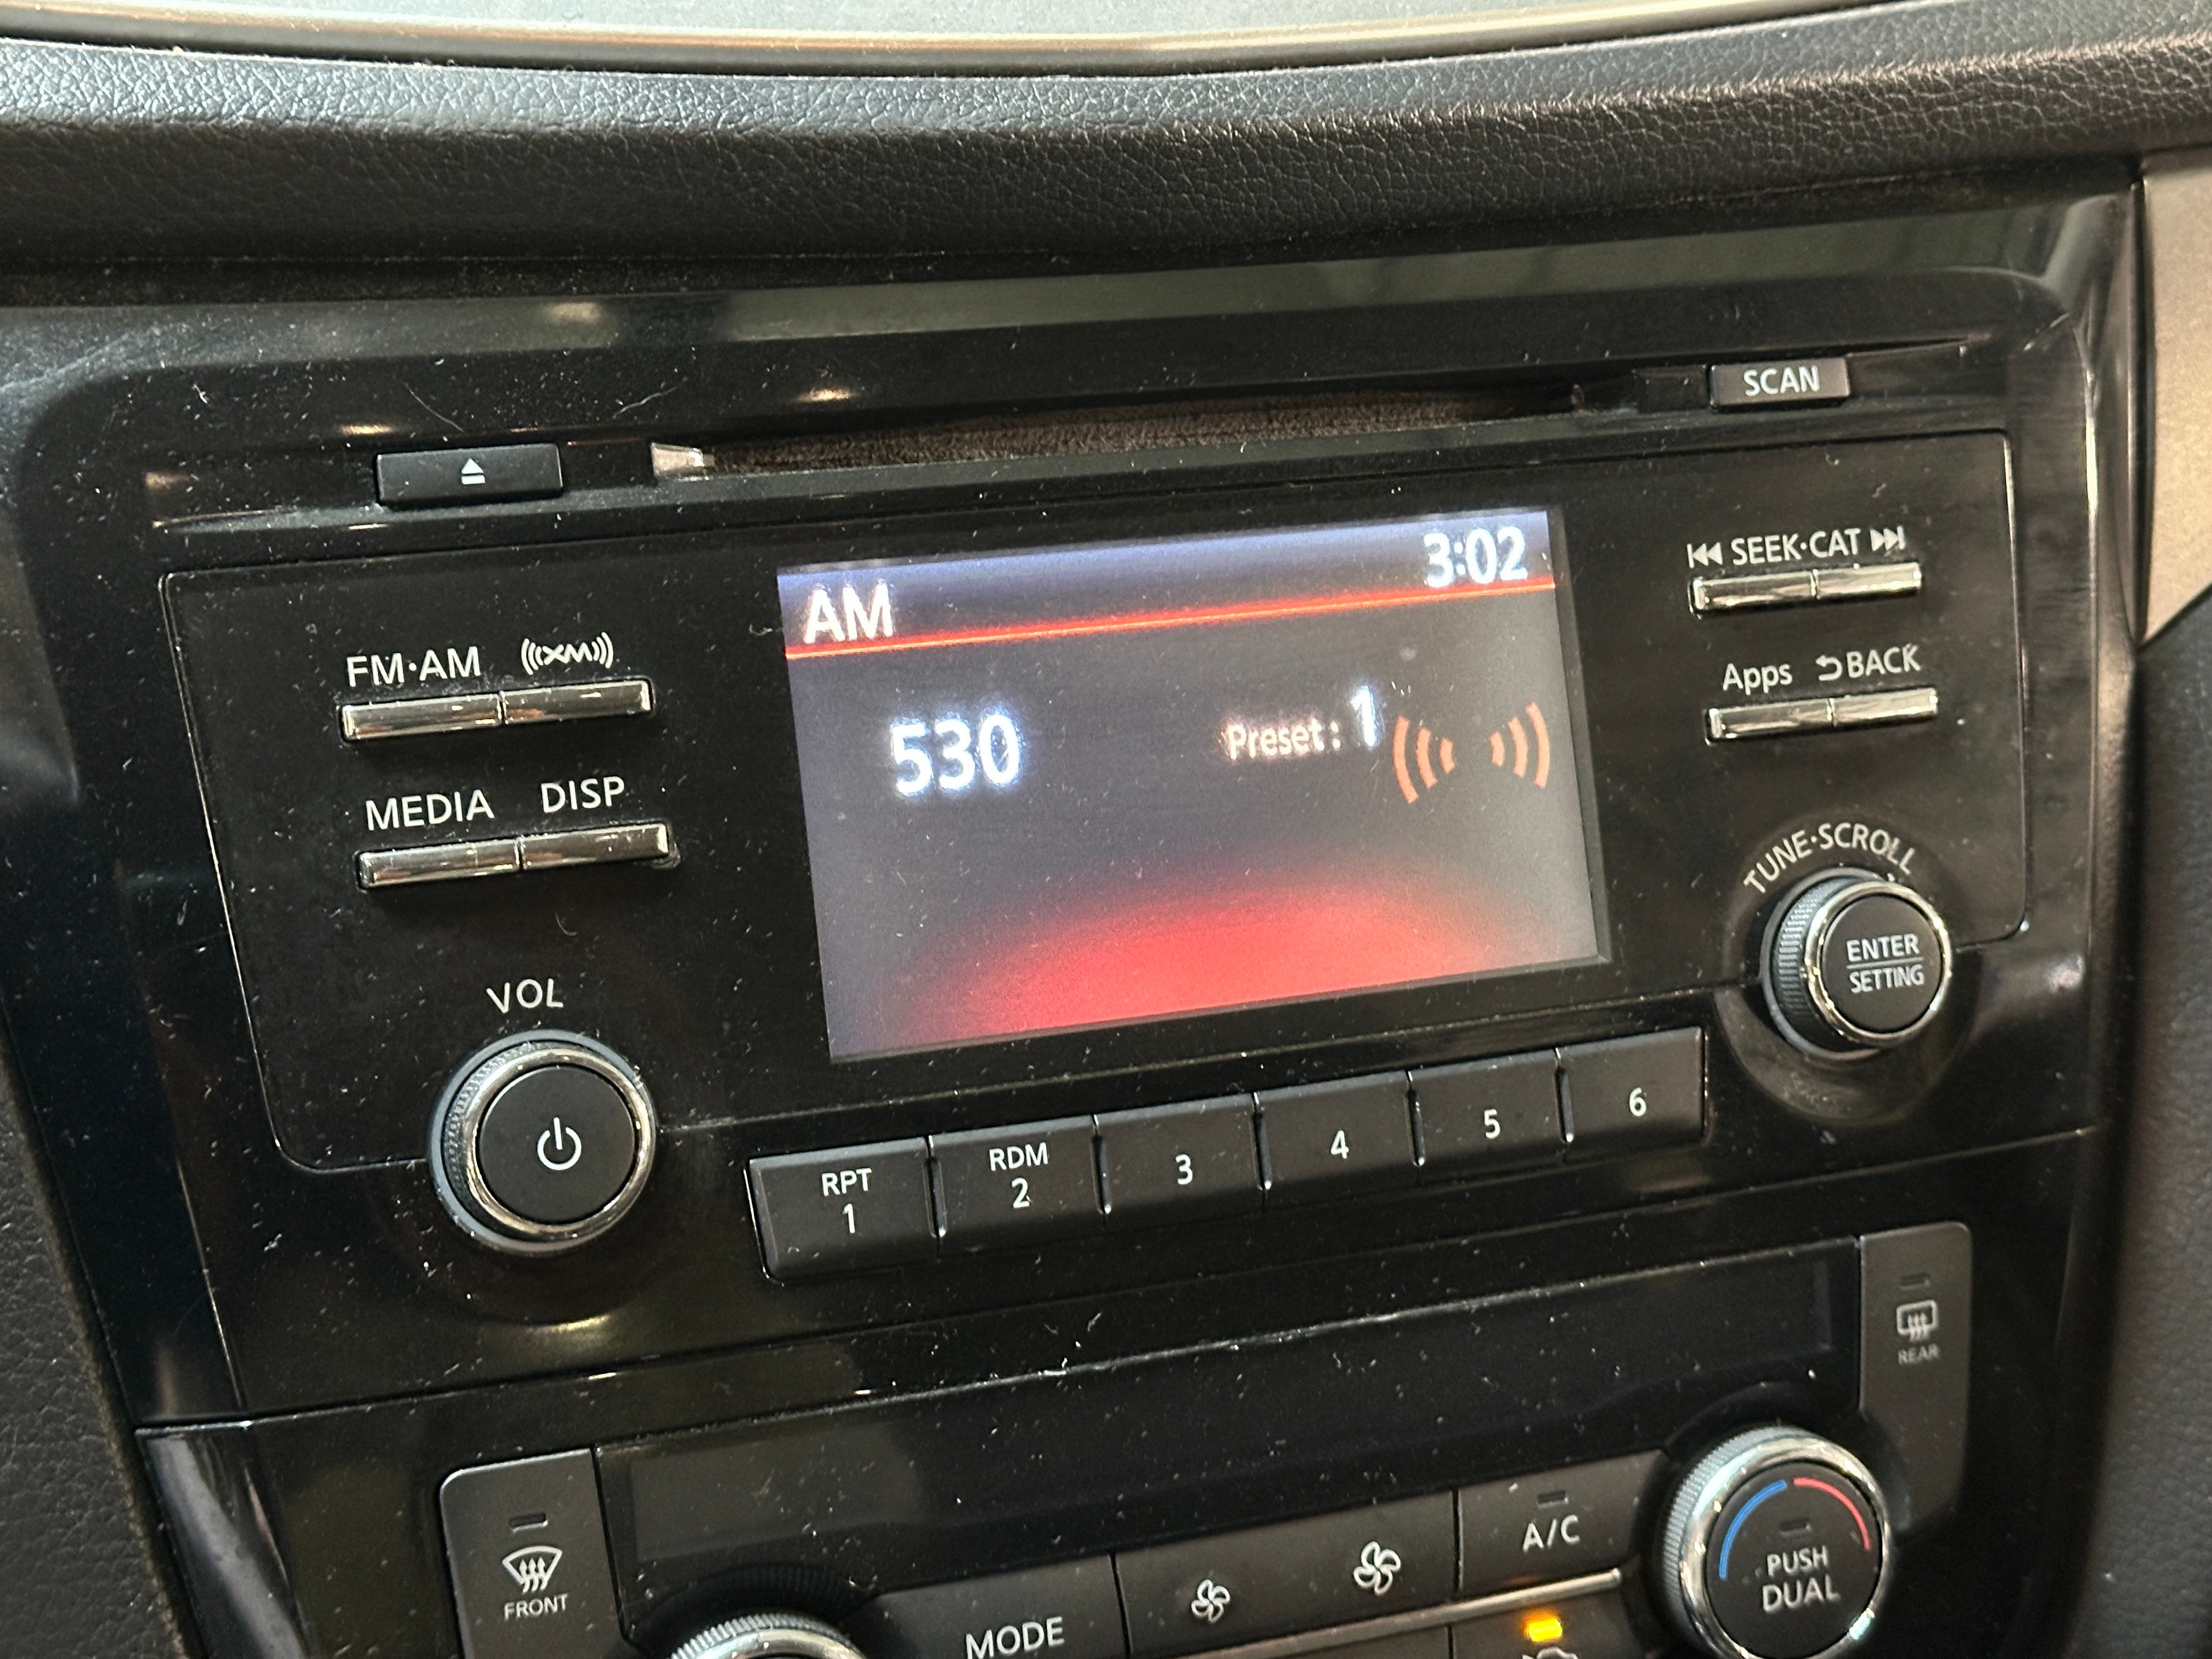 SCAN
SEEK·CAT
AM 3:02
FM·AM XM
530 Preset: 1
Apps BACK
MEDIA DISP
TUNE·SCROLL
ENTER
SETTING
VOL
RPT
1
RDM
2
3
4
5
6
REAR
FRONT
MODE
A/C
PUSH
DUAL